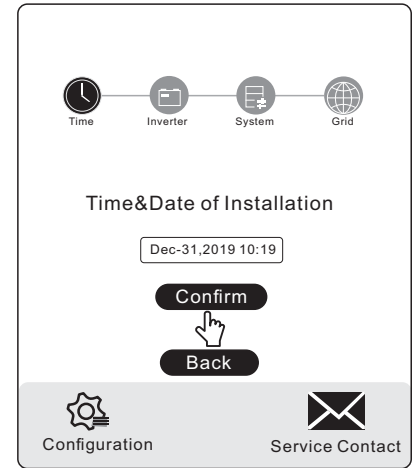 Time Inverter System Grid
Time&Date of Installation
Dec-31,2019 10:19
Confirm
Back
Configuration Service Contact